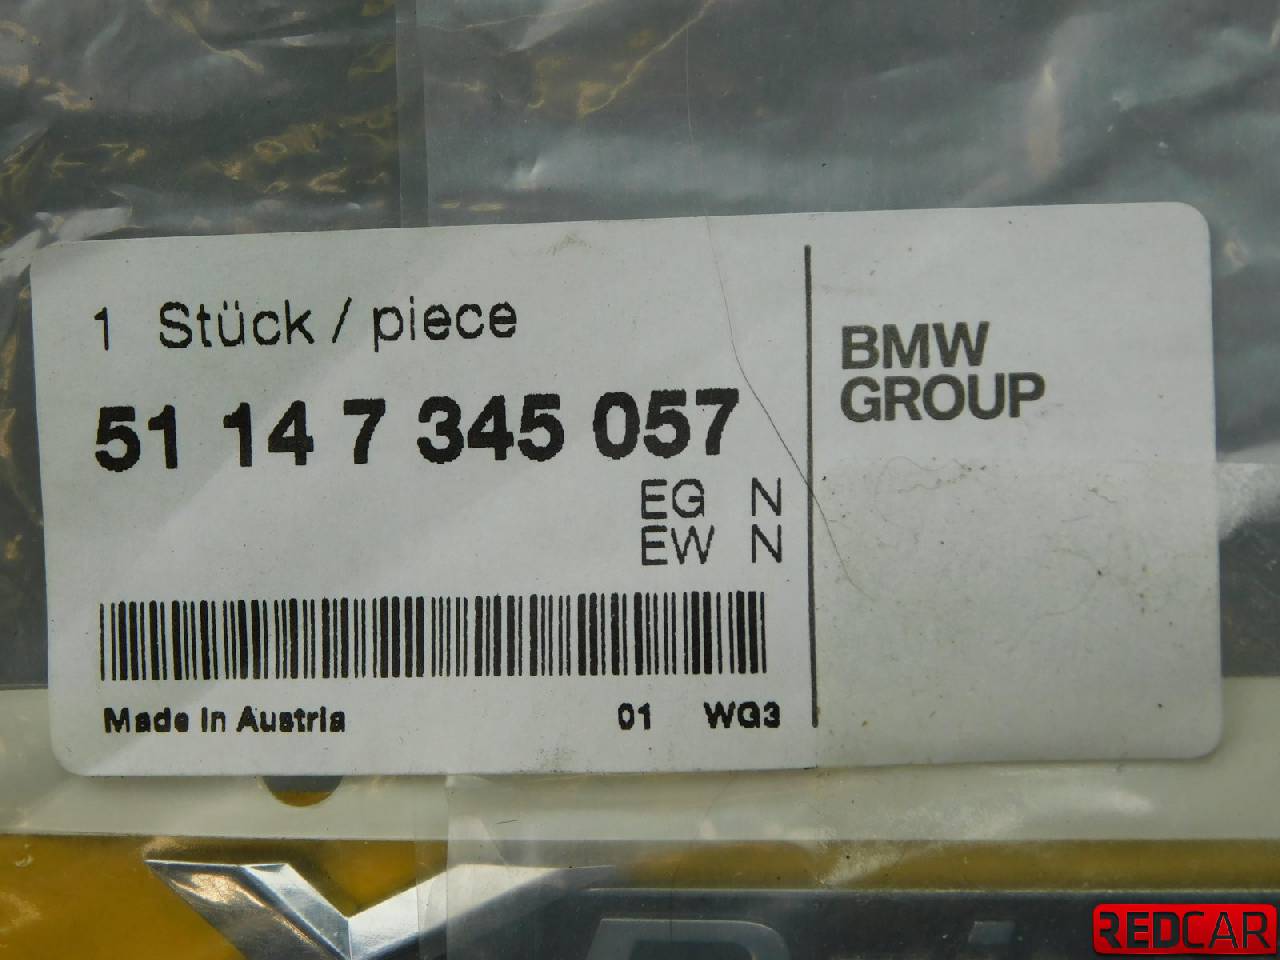 1 Stück / piece
51 14 7 345 057
EG N
EW N
Made in Austria 01 WG3
BMW
GROUP
REDCAR